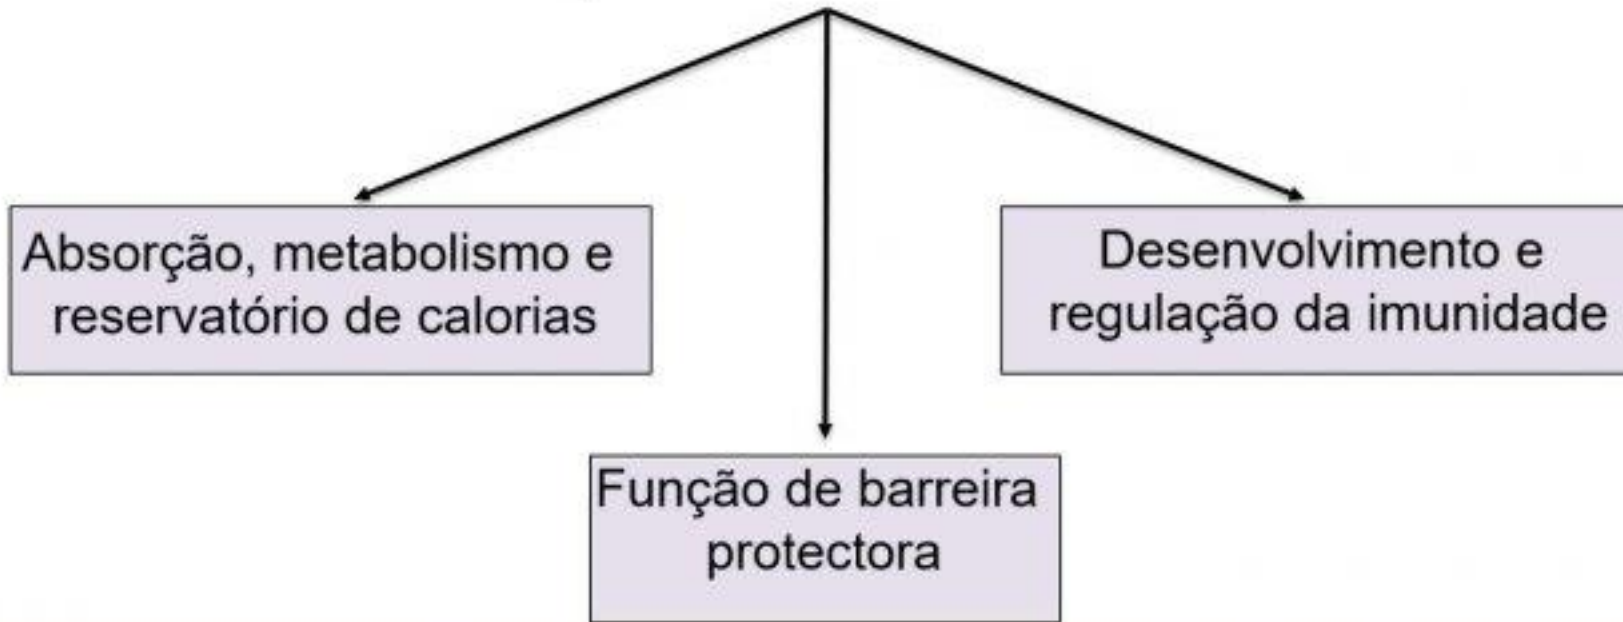 Absorção, metabolismo e
reservatório de calorias
Desenvolvimento e
regulação da imunidade
Função de barreira
protectora